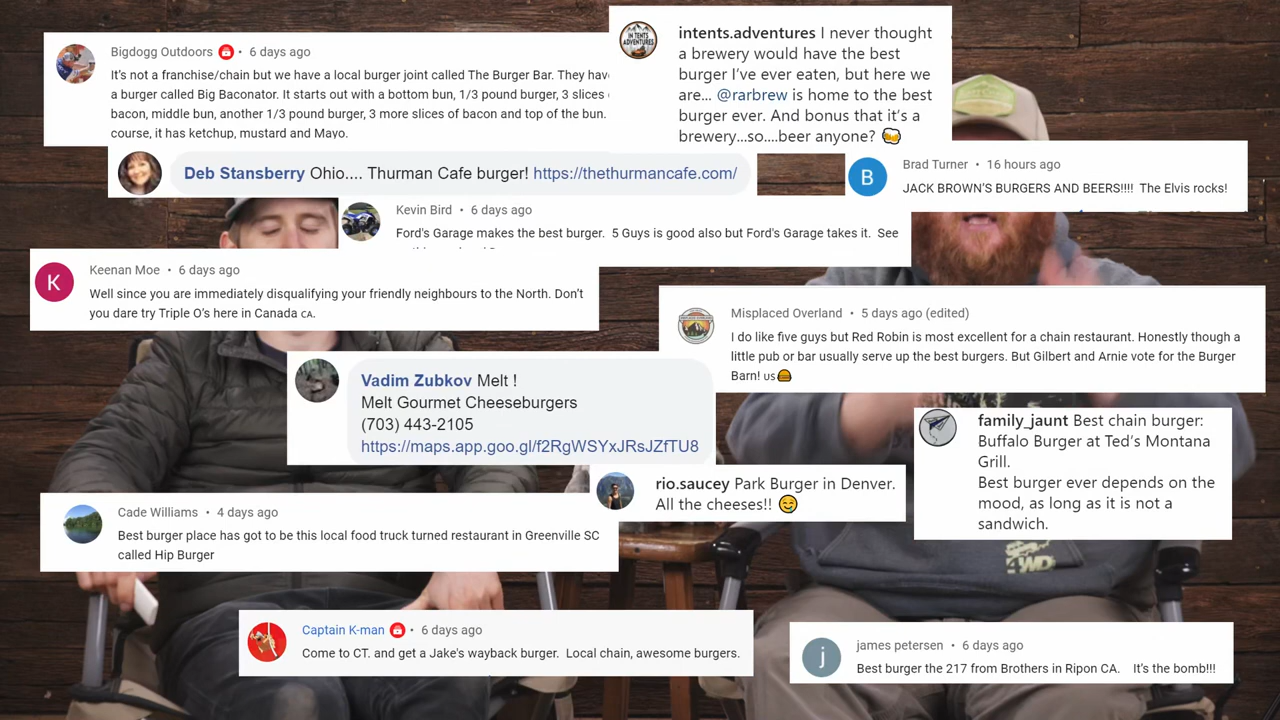 Bigdogg Outdoors • 6 days ago
It's not a franchise/chain but we have a local burger joint called The Burger Bar. They have
a burger called Big Baconator. It starts out with a bottom bun, 1/3 pound burger, 3 slices
bacon, middle bun, another 1/3 pound burger, 3 more slices of bacon and top of the bun.
course, it has ketchup, mustard and Mayo.
IN TENTS
ADVENTURES
intents.adventures I never thought
a brewery would have the best
burger I've ever eaten, but here we
are... @rarbrew is home to the best
burger ever. And bonus that it's a
brewery...so....beer anyone? 🍻
Deb Stansberry Ohio.... Thurman Cafe burger! https://thethurmancafe.com/
B
Brad Turner • 16 hours ago
JACK BROWN'S BURGERS AND BEERS!!!! The Elvis rocks!
Kevin Bird • 6 days ago
Ford's Garage makes the best burger. 5 Guys is good also but Ford's Garage takes it. See
K
Keenan Moe • 6 days ago
Well since you are immediately disqualifying your friendly neighbours to the North. Don't
you dare try Triple O's here in Canada CA.
Misplaced Overland • 5 days ago (edited)
I do like five guys but Red Robin is most excellent for a chain restaurant. Honestly though a
little pub or bar usually serve up the best burgers. But Gilbert and Arnie vote for the Burger
Barn! US🍔
Vadim Zubkov Melt !
Melt Gourmet Cheeseburgers
(703) 443-2105
https://maps.app.goo.gl/f2RgWSYxJRsJZfTU8
family_jaunt Best chain burger:
Buffalo Burger at Ted's Montana
Grill.
Best burger ever depends on the
mood, as long as it is not a
sandwich.
rio.saucey Park Burger in Denver.
All the cheeses!! 🤤
Cade Williams • 4 days ago
Best burger place has got to be this local food truck turned restaurant in Greenville SC
called Hip Burger
Captain K-man • 6 days ago
Come to CT. and get a Jake's wayback burger. Local chain, awesome burgers.
j
james petersen • 6 days ago
Best burger the 217 from Brothers in Ripon CA. It's the bomb!!!